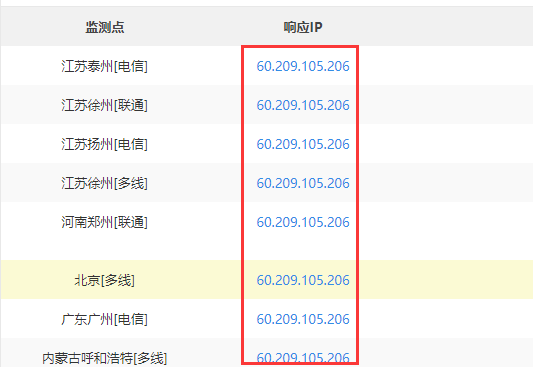 监测点 响应IP
江苏泰州[电信] 60.209.105.206
江苏徐州[联通] 60.209.105.206
江苏扬州[电信] 60.209.105.206
江苏徐州[多线] 60.209.105.206
河南郑州[联通] 60.209.105.206
北京[多线] 60.209.105.206
广东广州[电信] 60.209.105.206
内蒙古呼和浩特[多线] 60.209.105.206